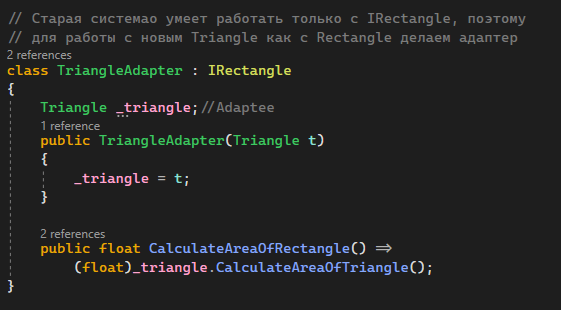 // Старая системао умеет работать только с IRectangle, поэтому
// для работы с новым Triangle как с Rectangle делаем адаптер
2 references
class TriangleAdapter : IRectangle
{
Triangle _triangle;//Adaptee
1 reference
public TriangleAdapter(Triangle t)
{
_triangle = t;
}
2 references
public float CalculateAreaOfRectangle() =>
(float)_triangle.CalculateAreaOfTriangle();
}